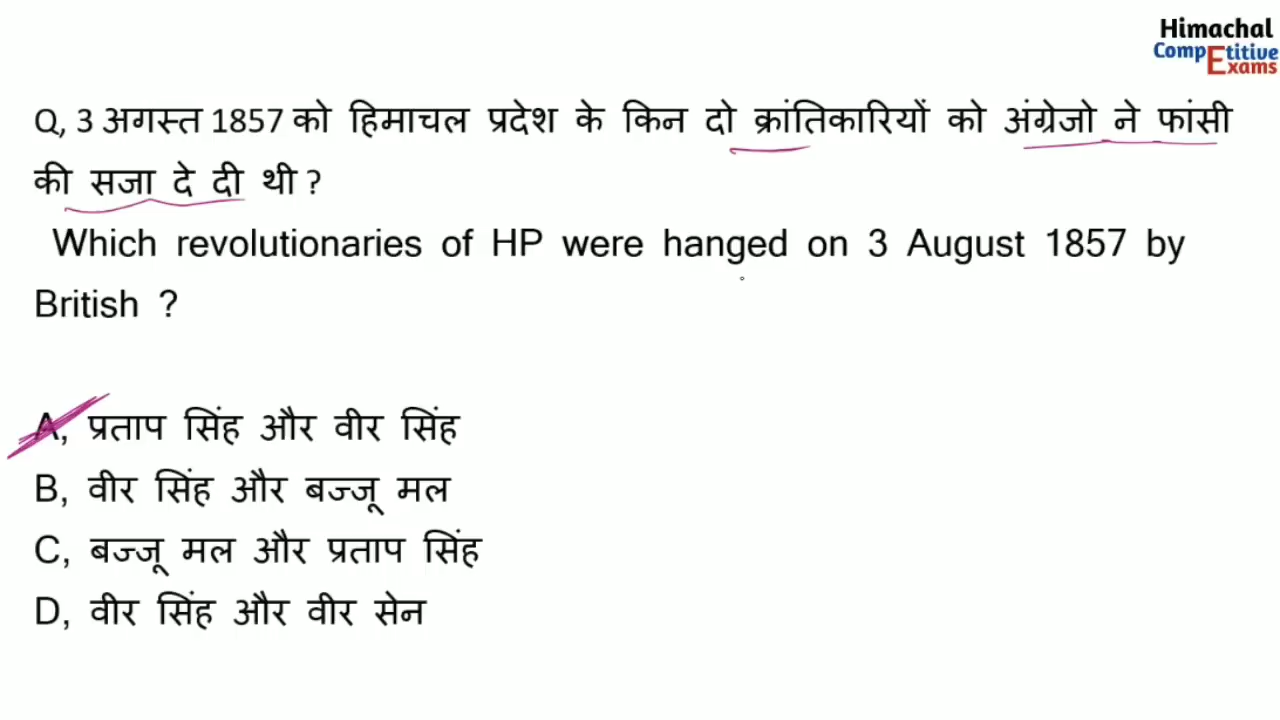 Himachal
Competitive
Exams
Q, 3 अगस्त 1857 को हिमाचल प्रदेश के किन दो क्रांतिकारियों को अंग्रेजो ने फांसी
की सजा दे दी थी ?
Which revolutionaries of HP were hanged on 3 August 1857 by
British ?
A, प्रताप सिंह और वीर सिंह
B, वीर सिंह और बज्जू मल
C, बज्जू मल और प्रताप सिंह
D, वीर सिंह और वीर सेन